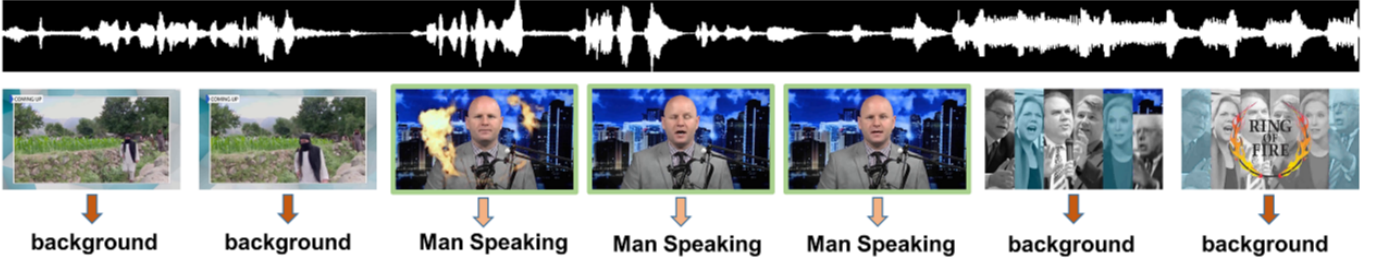 COMING UP
COMING UP
RING
OF
FIRE
background
background
Man Speaking
Man Speaking
Man Speaking
background
background